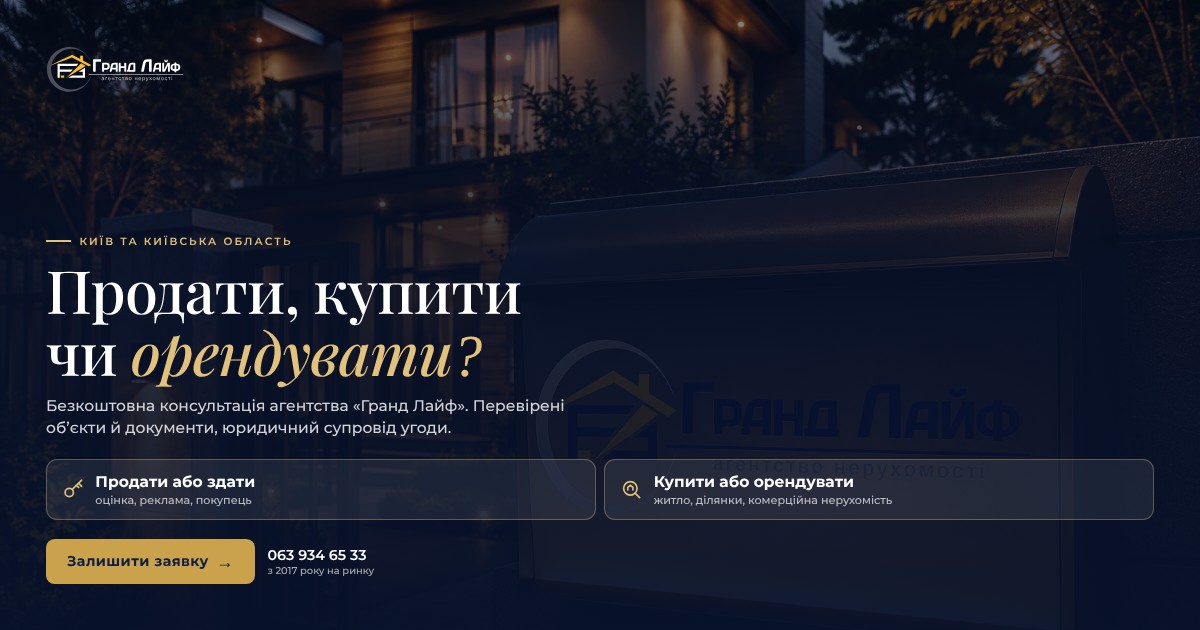 Гранд Лайф
агентство нерухомості
КИЇВ ТА КИЇВСЬКА ОБЛАСТЬ
Продати, купити
чи орендувати?
Безкоштовна консультація агентства «Гранд Лайф». Перевірені
об’єкти й документи, юридичний супровід угоди.
Гранд Лайф
агентство нерухомості
Продати або здати
оцінка, реклама, покупець
Купити або орендувати
житло, ділянки, комерційна нерухомість
Залишити заявку →
063 934 65 33
з 2017 року на ринку